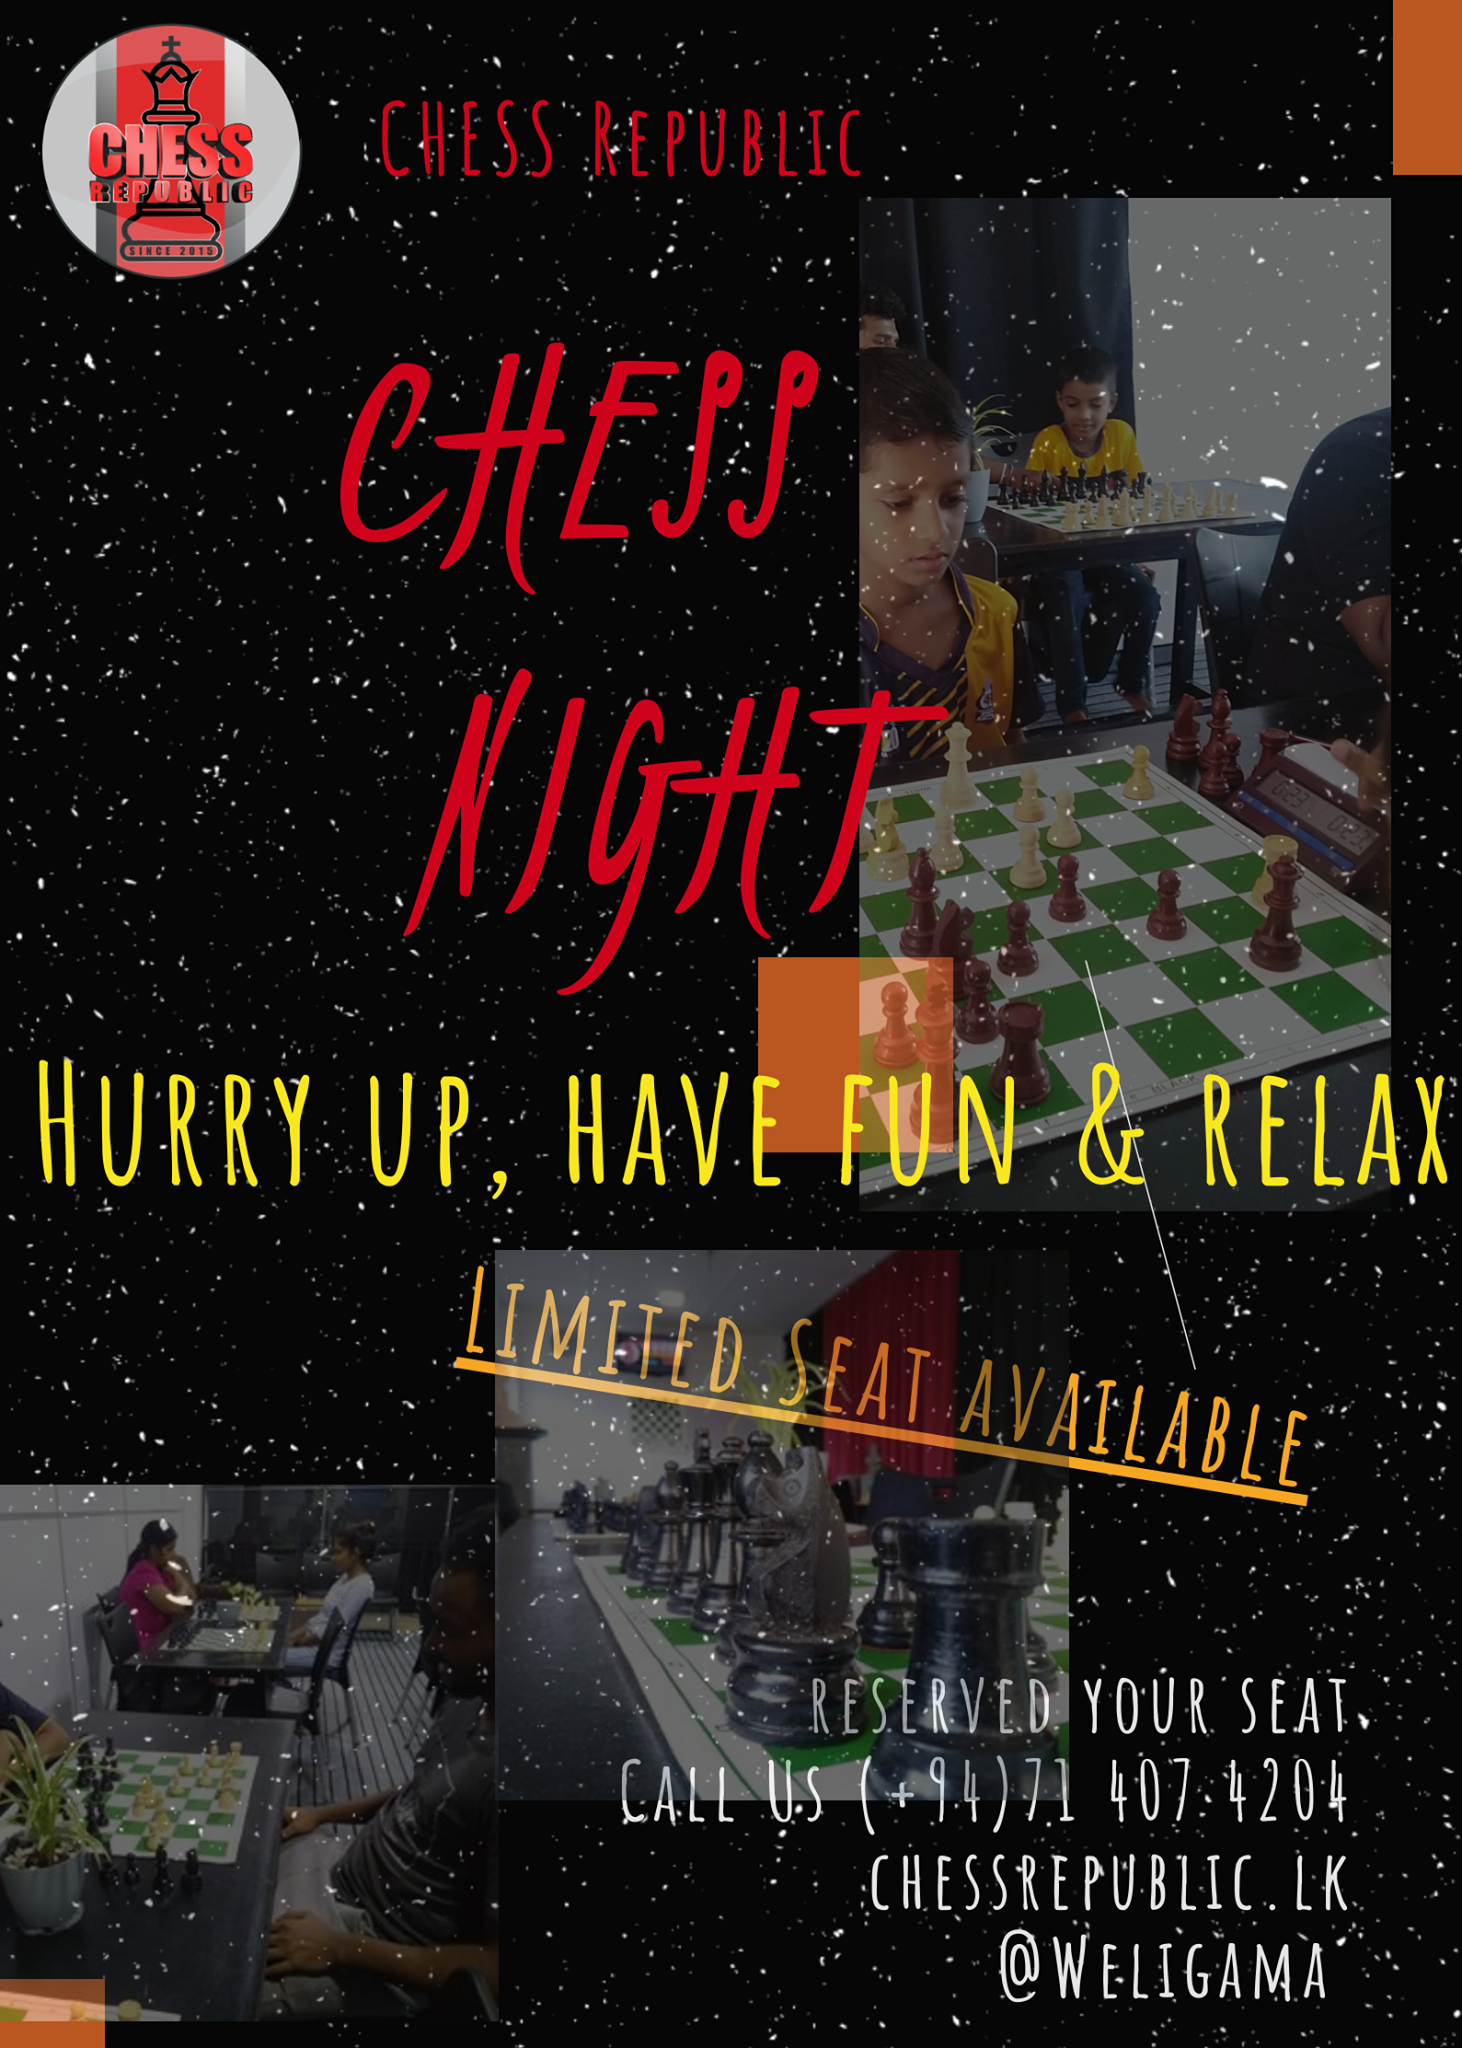 CHESS
REPUBLIC
SINCE 2015
CHESS REPUBLIC
CHESS
NIGHT
HURRY UP, HAVE FUN & RELAX
LIMITED SEAT AVAILABLE
RESERVED YOUR SEAT
CALL US (+94)71 407 4204
CHESSREPUBLIC.LK
@WELIGAMA